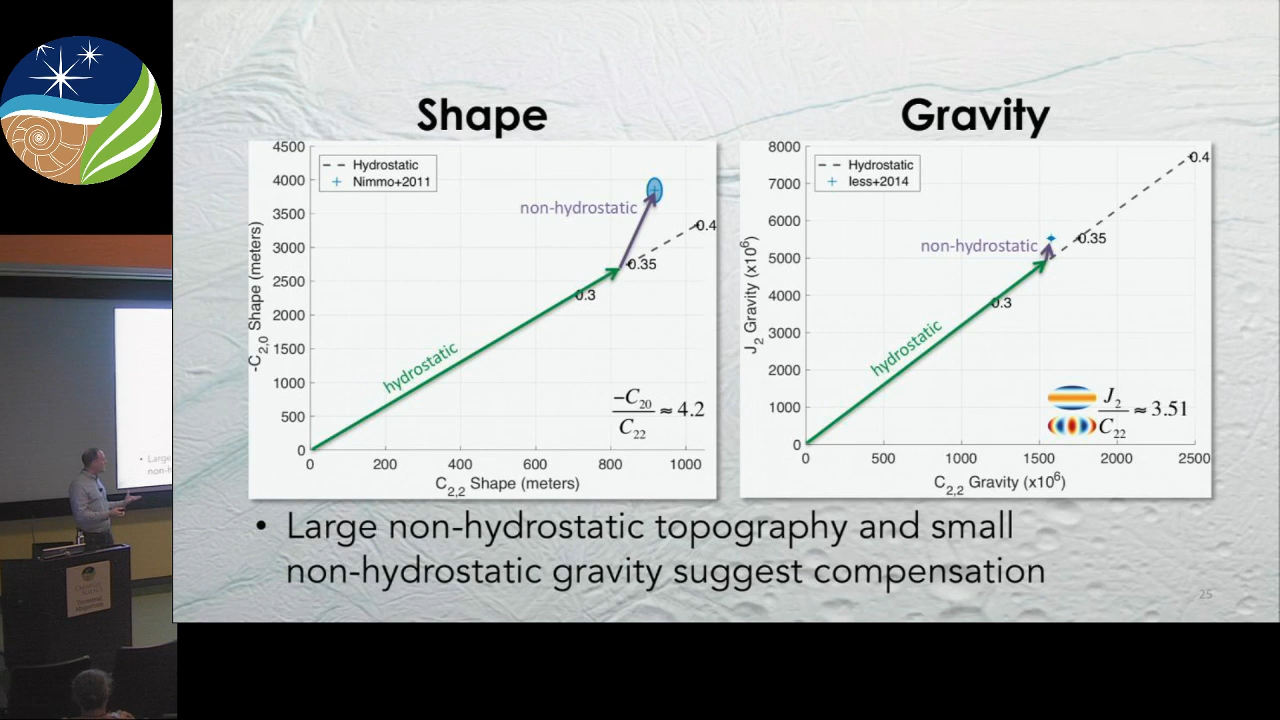 Shape
Gravity
4500
4000
3500
3000
2500
2000
1500
1000
500
0
-C2,0 Shape (meters)
Hydrostatic
Nimmo+2011
non-hydrostatic
0.4
0.35
0.3
hydrostatic
-C20
C22
≈ 4.2
0 200 400 600 800 1000
C2,2 Shape (meters)
8000
7000
6000
5000
4000
3000
2000
1000
0
J2 Gravity (x10^6)
Hydrostatic
Iess+2014
non-hydrostatic
0.4
0.35
0.3
hydrostatic
J2
C22
≈ 3.51
0 500 1000 1500 2000 2500
C2,2 Gravity (x10^6)
• Large non-hydrostatic topography and small
non-hydrostatic gravity suggest compensation
25
• Large
non-h